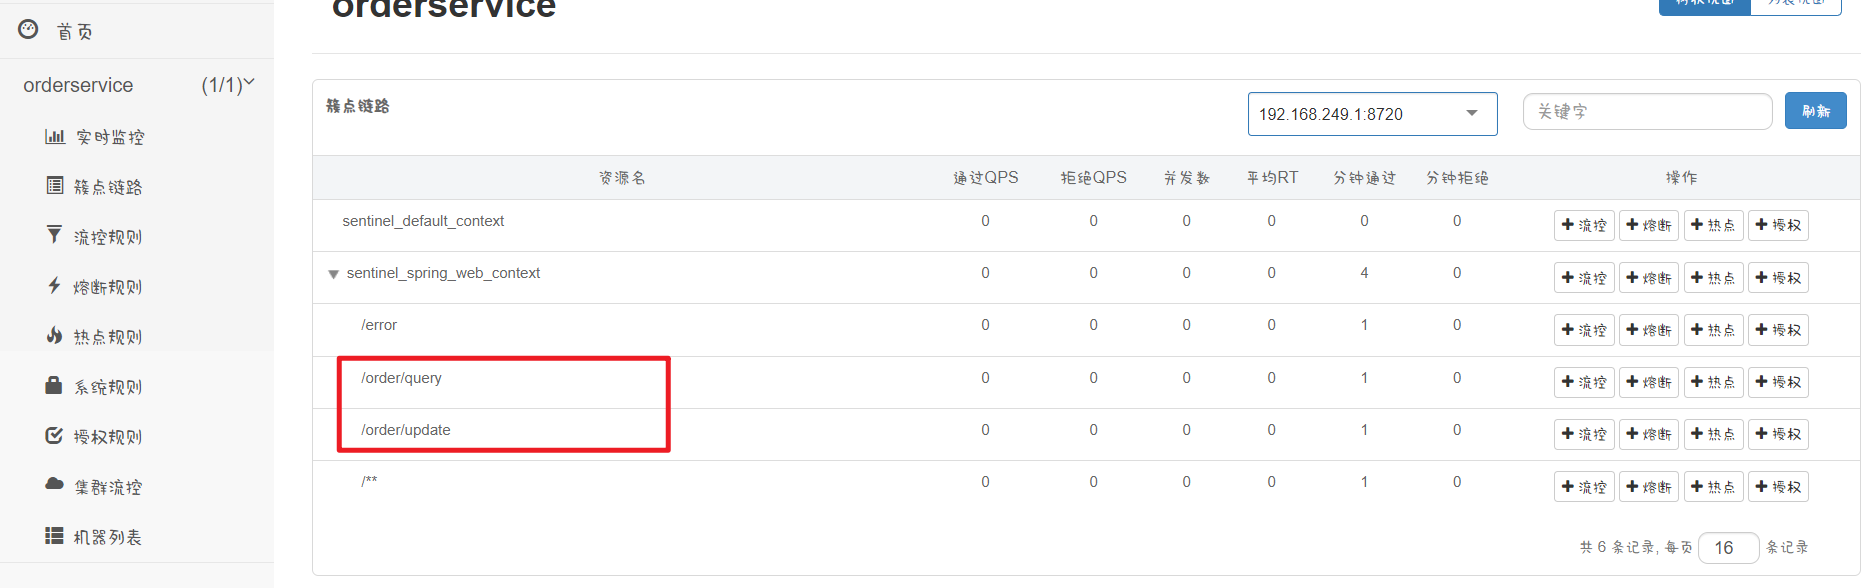 orderservice
首页
orderservice (1/1)
实时监控
簇点链路
流控规则
熔断规则
热点规则
系统规则
授权规则
集群流控
机器列表
簇点链路 192.168.249.1:8720 关键字 刷新
资源名 通过QPS 拒绝QPS 并发数 平均RT 分钟通过 分钟拒绝 操作
sentinel_default_context 0 0 0 0 0 0 流控 熔断 热点 授权
sentinel_spring_web_context 0 0 0 0 4 0 流控 熔断 热点 授权
/error 0 0 0 0 1 0 流控 熔断 热点 授权
/order/query 0 0 0 0 1 0 流控 熔断 热点 授权
/order/update 0 0 0 0 1 0 流控 熔断 热点 授权
/** 0 0 0 0 1 0 流控 熔断 热点 授权
共 6 条记录, 每页 16 条记录